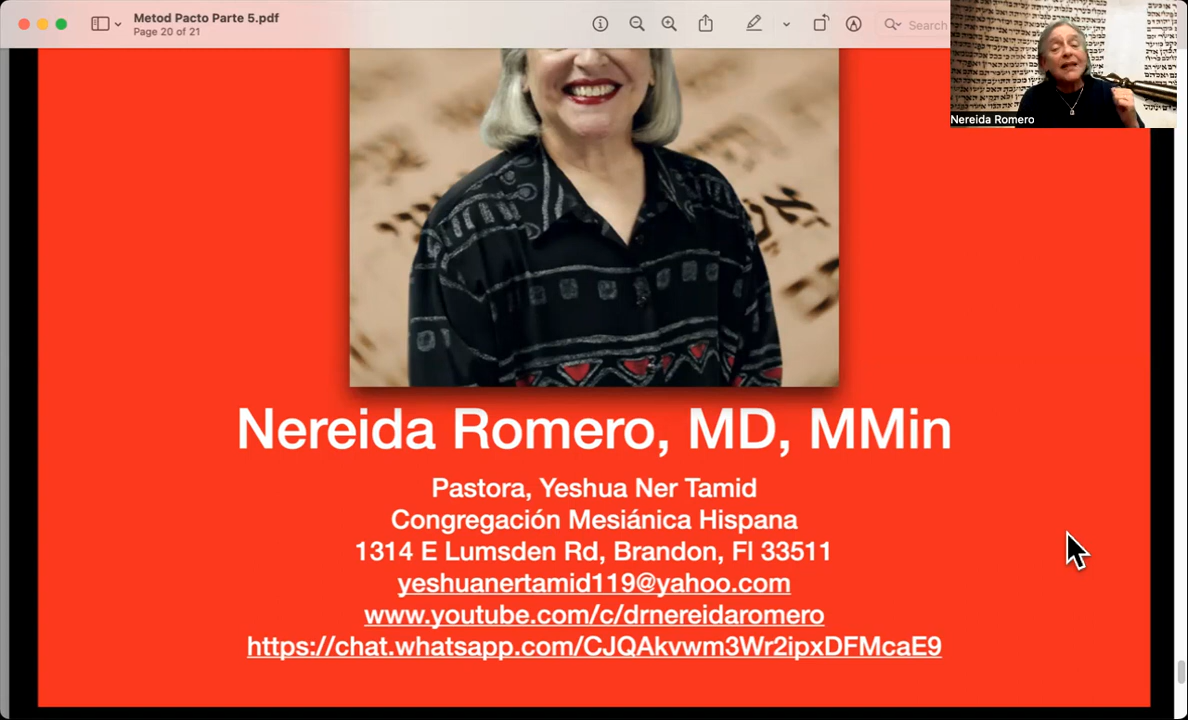 Metod Pacto Parte 5.pdf
Page 20 of 21
Search
Nereida Romero
Nereida Romero, MD, MMin
Pastora, Yeshua Ner Tamid
Congregación Mesiánica Hispana
1314 E Lumsden Rd, Brandon, Fl 33511
yeshuanertamid119@yahoo.com
www.youtube.com/c/drnereidaromero
https://chat.whatsapp.com/CJQAkvwm3Wr2ipxDFMcaE9